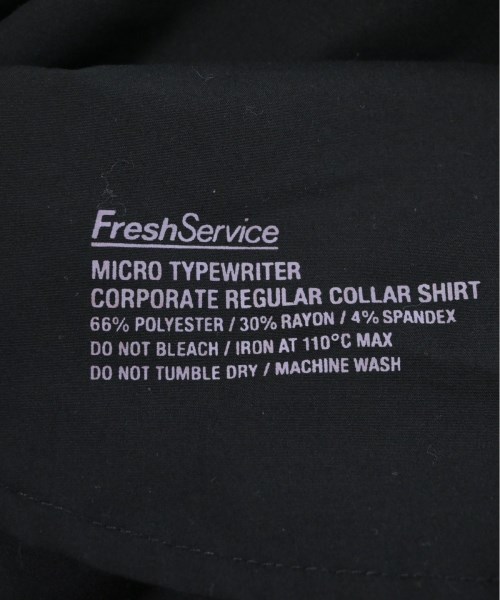 FreshService
MICRO TYPEWRITER
CORPORATE REGULAR COLLAR SHIRT
66% POLYESTER / 30% RAYON / 4% SPANDEX
DO NOT BLEACH / IRON AT 110°C MAX
DO NOT TUMBLE DRY / MACHINE WASH